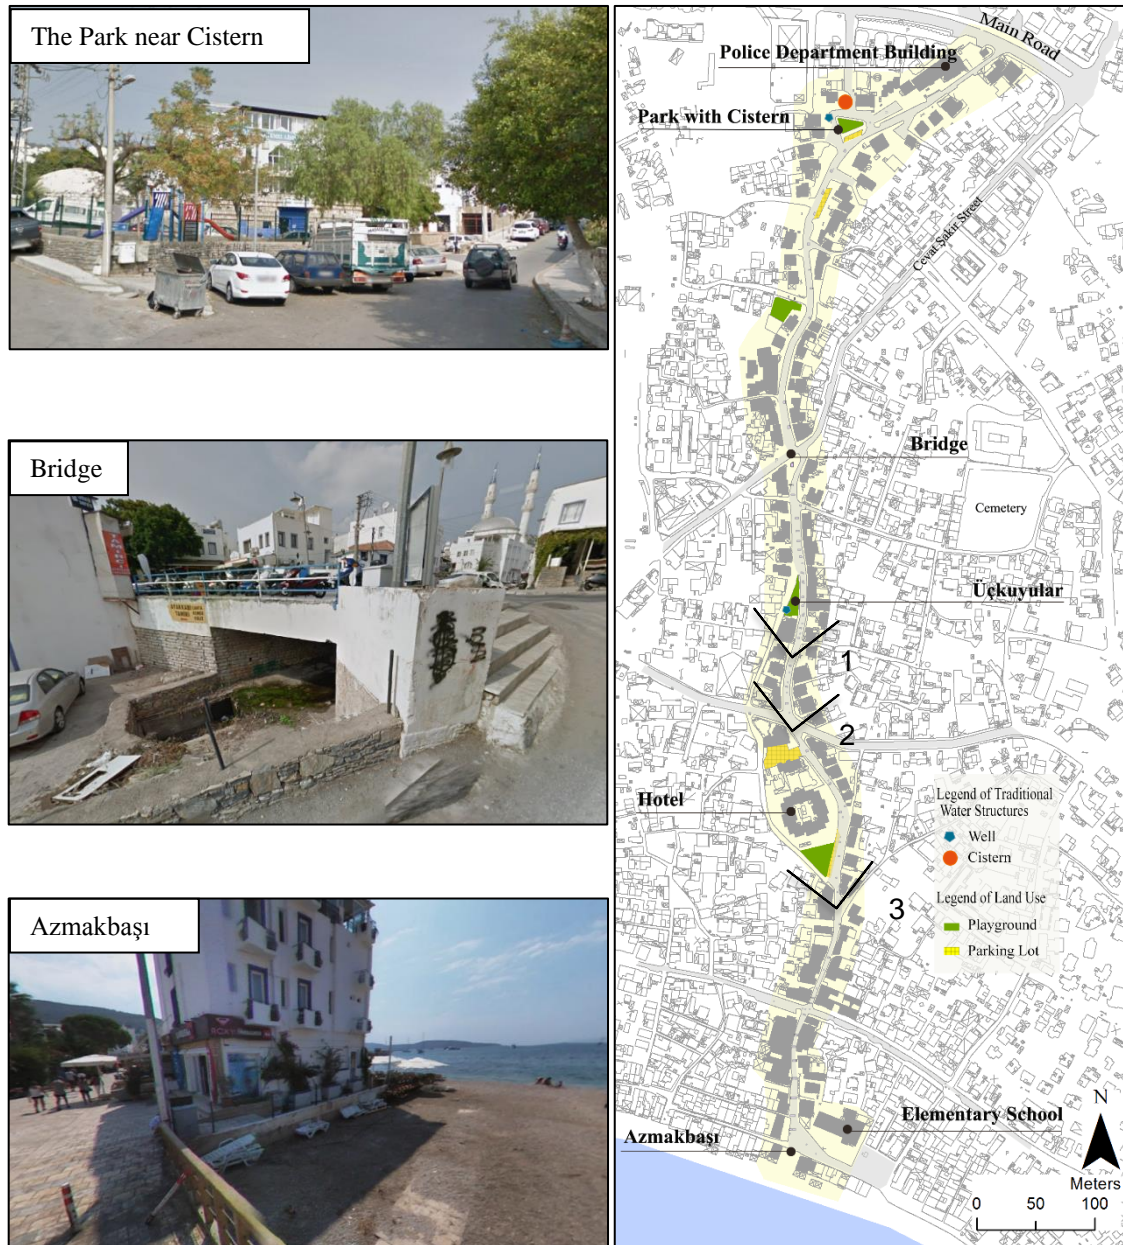 The Park near Cistern
Bridge
Azmakbaşı
Main Road
Police Department Building
Park with Cistern
Cevat Şakir Street
Bridge
Cemetery
Üçkuyular
1
2
Hotel
3
Legend of Traditional
Water Structures
Well
Cistern
Legend of Land Use
Playground
Parking Lot
Elementary School
Azmakbaşı
N
Meters
0 50 100